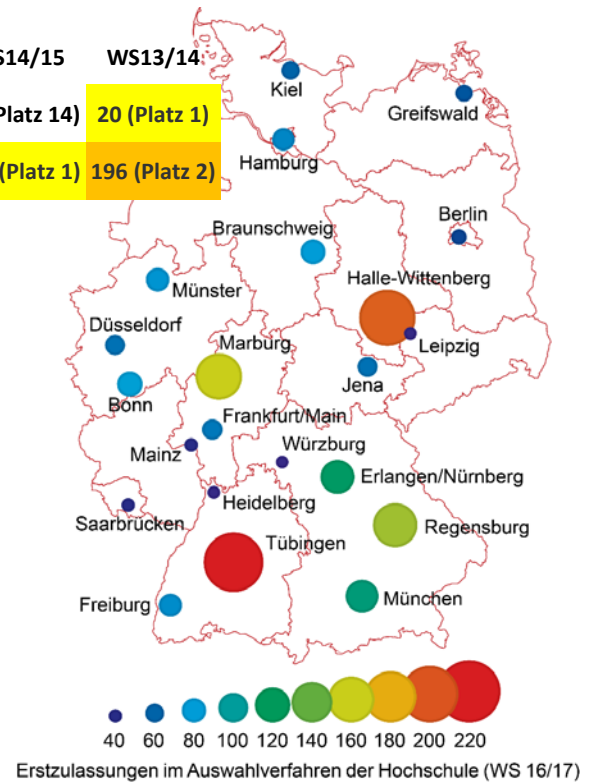 S14/15 WS13/14
Platz 14) 20 (Platz 1)
(Platz 1) 196 (Platz 2)
Kiel
Greifswald
Hamburg
Berlin
Braunschweig
Halle-Wittenberg
Münster
Düsseldorf
Marburg
Leipzig
Jena
Bonn
Frankfurt/Main
Mainz
Würzburg
Erlangen/Nürnberg
Heidelberg
Saarbrücken
Regensburg
Tübingen
Freiburg
München
40 60 80 100 120 140 160 180 200 220
Erstzulassungen im Auswahlverfahren der Hochschule (WS 16/17)